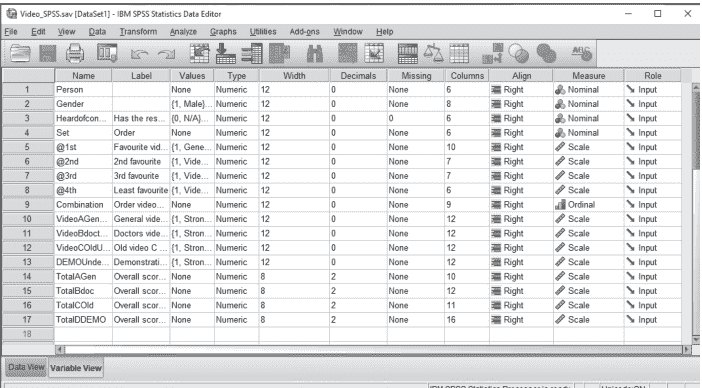 Video_SPSS.sav [DataSet1] - IBM SPSS Statistics Data Editor
File Edit View Data Transform Analyze Graphs Utilities Add-ons Window Help
Name Label Values Type Width Decimals Missing Columns Align Measure Role
1 Person None Numeric 12 0 None 6 Right Nominal Input
2 Gender {1, Male}... Numeric 12 0 None 8 Right Nominal Input
3 Heardofcon... Has the res... {0, N/A}... Numeric 12 0 0 6 Right Nominal Input
4 Set Order None Numeric 12 0 None 6 Right Nominal Input
5 @1st Favourite vid... {1, Gene... Numeric 12 0 None 10 Right Scale Input
6 @2nd 2nd favourite {1, Vide... Numeric 12 0 None 7 Right Scale Input
7 @3rd 3rd favourite {1, Vide... Numeric 12 0 None 7 Right Scale Input
8 @4th Least favourite {1, Vide... Numeric 12 0 None 6 Right Scale Input
9 Combination Order video... None Numeric 12 0 None 9 Right Ordinal Input
10 VideoAGen... General vide... {1, Stron... Numeric 12 0 None 12 Right Scale Input
11 VideoBdoct... Doctors vide... {1, Stron... Numeric 12 0 None 12 Right Scale Input
12 VideoCOldU... Old video C ... {1, Stron... Numeric 12 0 None 12 Right Scale Input
13 DEMOUnde... Demonstrati... {1, Stron... Numeric 12 0 None 12 Right Scale Input
14 TotalAGen Overall scor... None Numeric 8 2 None 10 Right Scale Input
15 TotalBdoc Overall scor... None Numeric 8 2 None 12 Right Scale Input
16 TotalCOld Overall scor... None Numeric 8 2 None 11 Right Scale Input
17 TotalDDEMO Overall scor... None Numeric 8 2 None 16 Right Scale Input
18
Data View Variable View